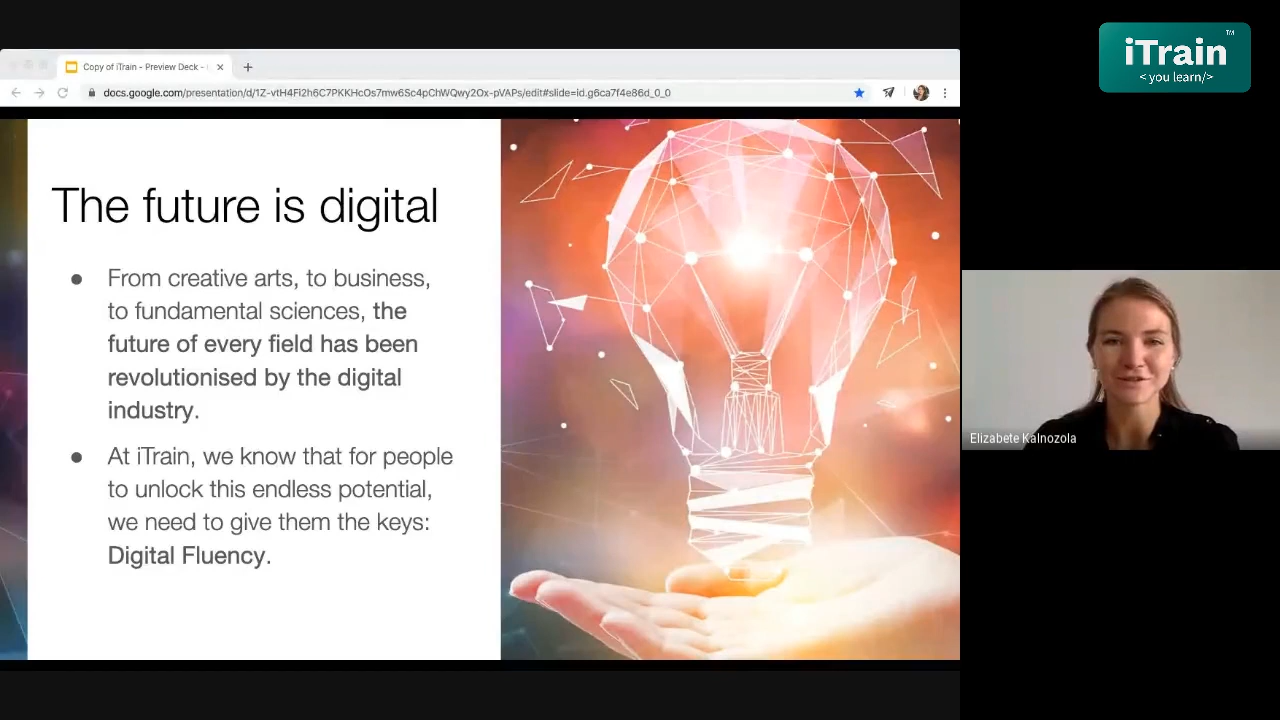 Copy of iTrain - Preview Deck -
docs.google.com/presentation/d/1Z-vtH4Fi2h6C7PKKHcOs7mw6Sc4pChWQwy2Ox-pVAPs/edit#slide=id.g6ca7f4e86d_0_0
The future is digital
● From creative arts, to business,
to fundamental sciences, the
future of every field has been
revolutionised by the digital
industry.
● At iTrain, we know that for people
to unlock this endless potential,
we need to give them the keys:
Digital Fluency.
iTrain™
< you learn/>
Elizabete Kalnozola